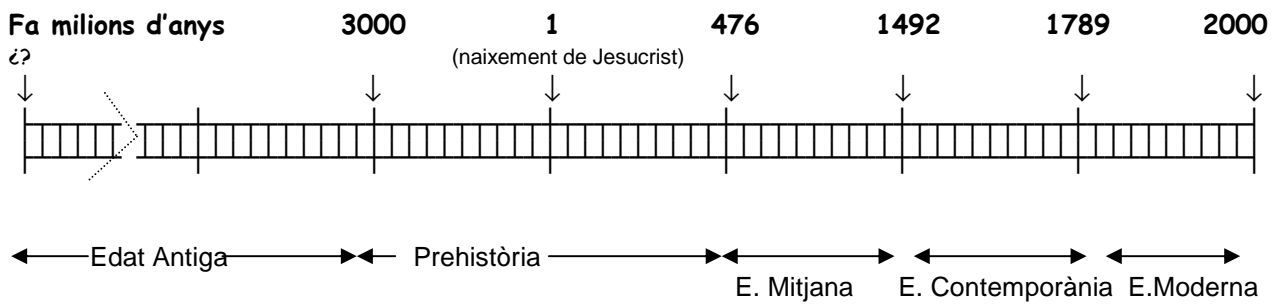 Fa milions d'anys 3000 1 476 1492 1789 2000
¿? (naixement de Jesucrist)
Edat Antiga Prehistòria
E. Mitjana E. Contemporània E.Moderna